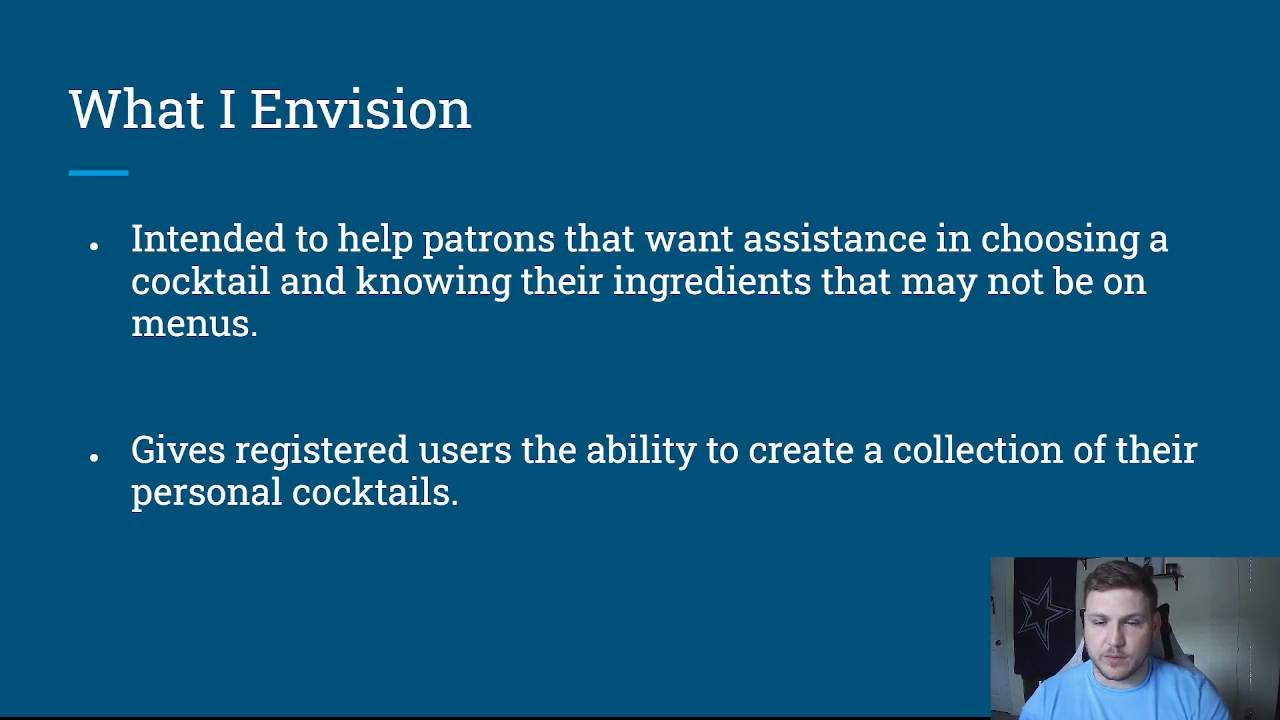 What I Envision
Intended to help patrons that want assistance in choosing a
cocktail and knowing their ingredients that may not be on
menus.
Gives registered users the ability to create a collection of their
personal cocktails.